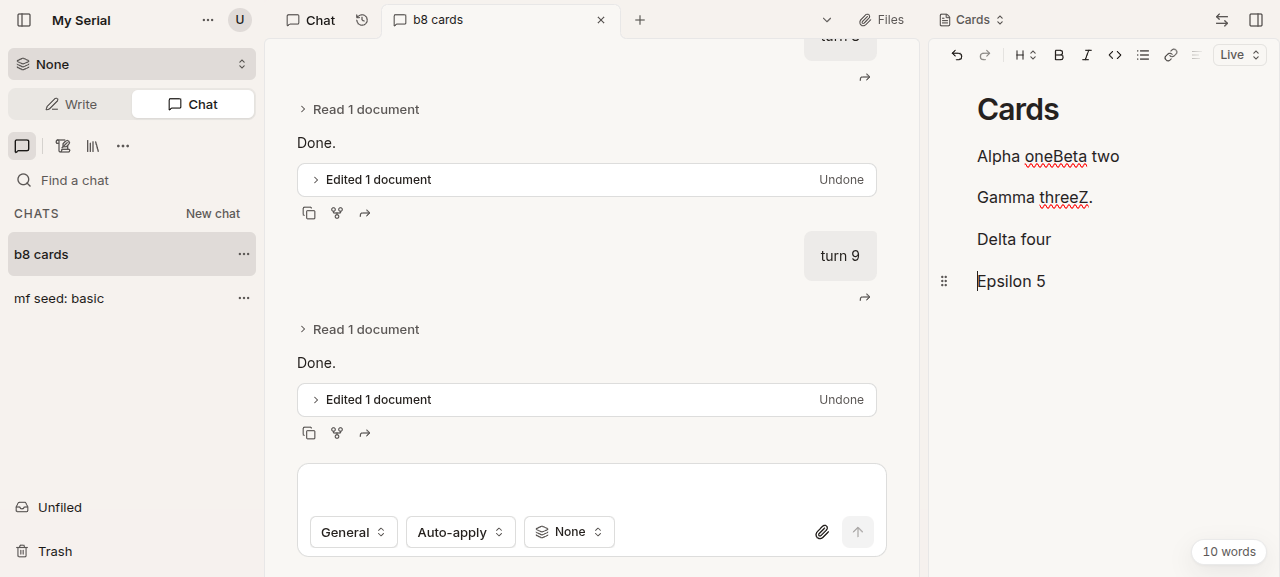 My Serial
U
Chat
b8 cards
Files
Cards
None
Write
Chat
Find a chat
CHATS
New chat
b8 cards
mf seed: basic
Unfiled
Trash
Read 1 document
Done.
Edited 1 document
Undone
turn 9
Read 1 document
Done.
Edited 1 document
Undone
General
Auto-apply
None
H
B
I
Live
Cards
Alpha oneBeta two
Gamma threeZ.
Delta four
Epsilon 5
10 words